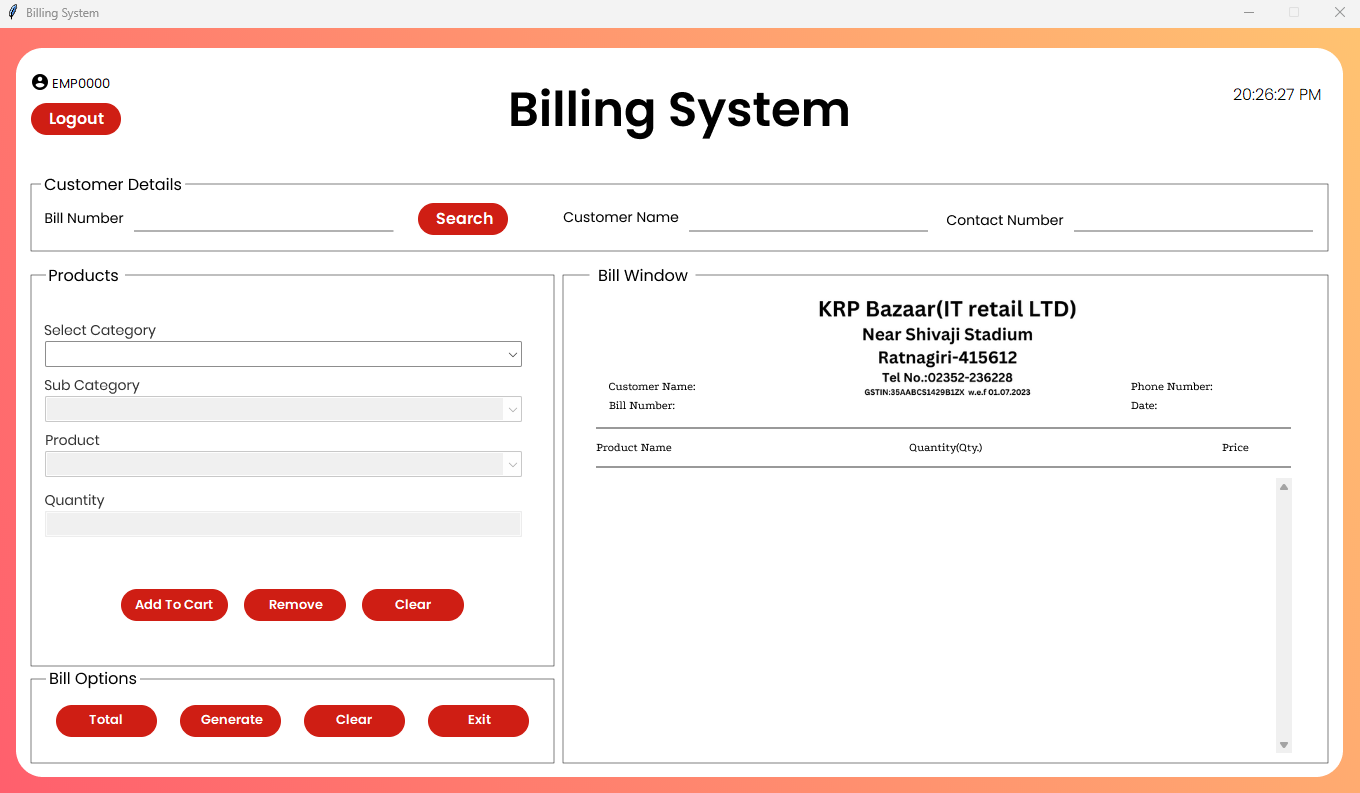 Billing System
EMP0000
Logout
Billing System
20:26:27 PM
Customer Details
Bill Number
Search
Customer Name
Contact Number
Products
Select Category
Sub Category
Product
Quantity
Add To Cart Remove Clear
Bill Options
Total Generate Clear Exit
Bill Window
KRP Bazaar(IT retail LTD)
Near Shivaji Stadium
Ratnagiri-415612
Tel No.:02352-236228
GSTIN:35AABCS1429B1ZX w.e.f 01.07.2023
Customer Name:
Bill Number:
Phone Number:
Date:
Product Name Quantity(Qty.) Price